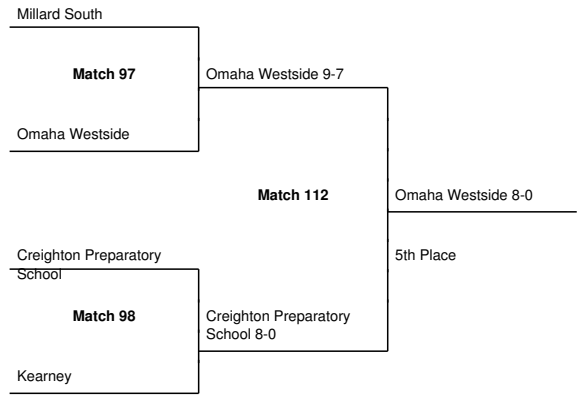 Millard South
Match 97
Omaha Westside 9-7
Omaha Westside
Match 112
Omaha Westside 8-0
Creighton Preparatory
School
5th Place
Match 98
Creighton Preparatory
School 8-0
Kearney